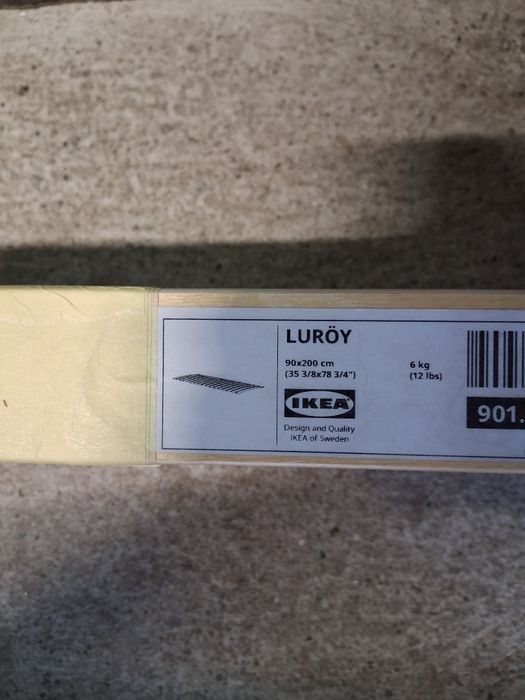 LURÖY
90x200 cm
(35 3/8x78 3/4")
6 kg
(12 lbs)
IKEA
Design and Quality
IKEA of Sweden
901.